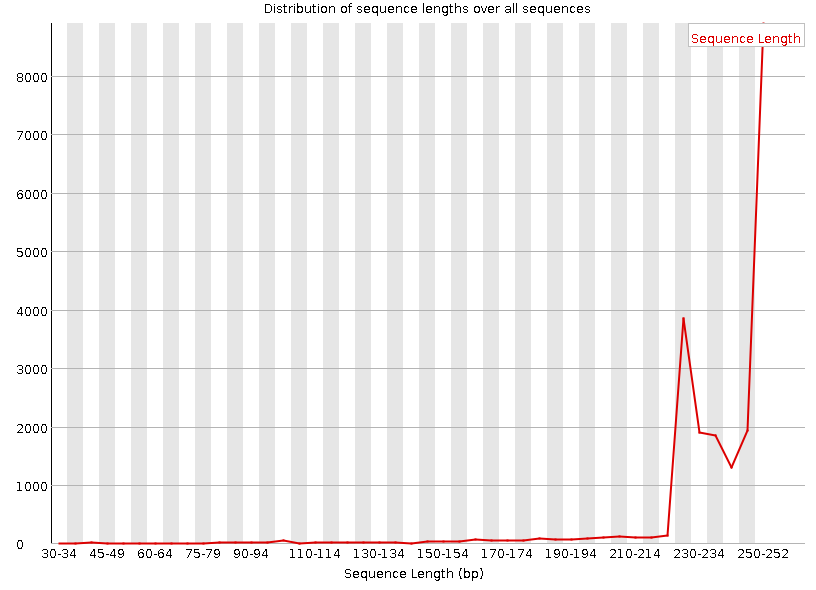 Distribution of sequence lengths over all sequences
Sequence Length
8000
7000
6000
5000
4000
3000
2000
1000
0
30-34 45-49 60-64 75-79 90-94 110-114 130-134 150-154 170-174 190-194 210-214 230-234 250-252
Sequence Length (bp)